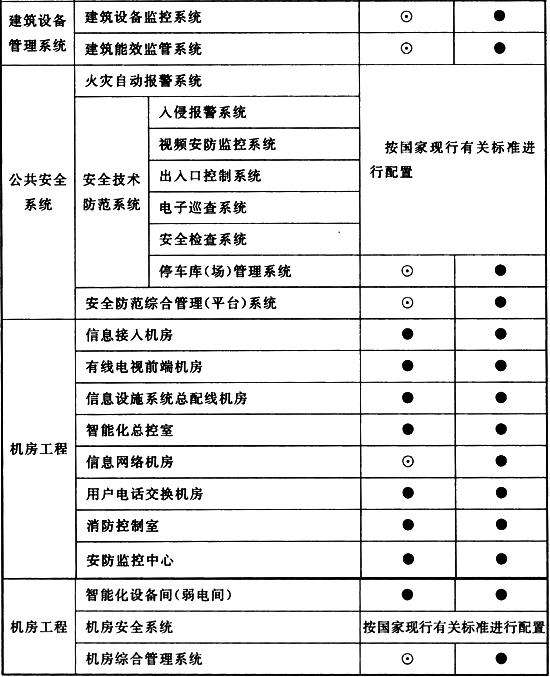 建筑设备管理系统
建筑设备监控系统 ⊙ ●
建筑能效监管系统 ⊙ ●
公共安全系统
火灾自动报警系统
按国家现行有关标准进行配置
安全技术防范系统
入侵报警系统
视频安防监控系统
出入口控制系统
电子巡查系统
安全检查系统
停车库(场)管理系统 ⊙ ●
安全防范综合管理(平台)系统 ⊙ ●
机房工程
信息接入机房 ● ●
有线电视前端机房 ● ●
信息设施系统总配线机房 ● ●
智能化总控室 ● ●
信息网络机房 ⊙ ●
用户电话交换机房 ● ●
消防控制室 ● ●
安防监控中心 ● ●
机房工程
智能化设备间(弱电间) ● ●
机房安全系统 按国家现行有关标准进行配置
机房综合管理系统 ⊙ ●